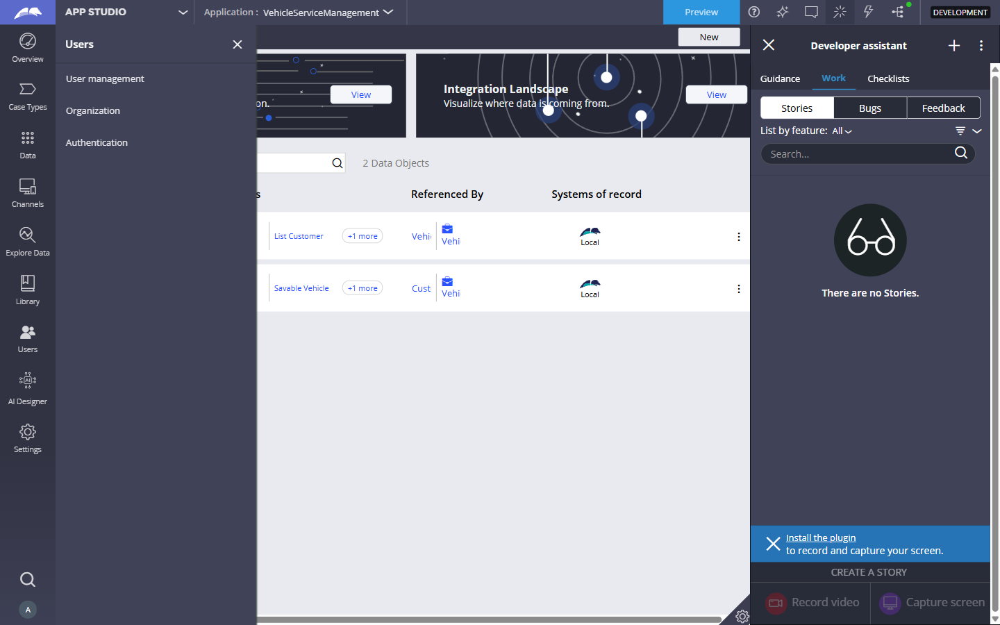 APP STUDIO
Application : VehicleServiceManagement
Preview
DEVELOPMENT
Overview
Case Types
Data
Channels
Explore Data
Library
Users
AI Designer
Settings
A
Users
User management
Organization
Authentication
New
on.
View
Integration Landscape
Visualize where data is coming from.
View
2 Data Objects
s
Referenced By
Systems of record
List Customer
+1 more
Vehi
Vehi
Local
Savable Vehicle
+1 more
Cust
Vehi
Local
Developer assistant
Guidance
Work
Checklists
Stories
Bugs
Feedback
List by feature: All
Search...
There are no Stories.
Install the plugin
to record and capture your screen.
CREATE A STORY
Record video
Capture screen